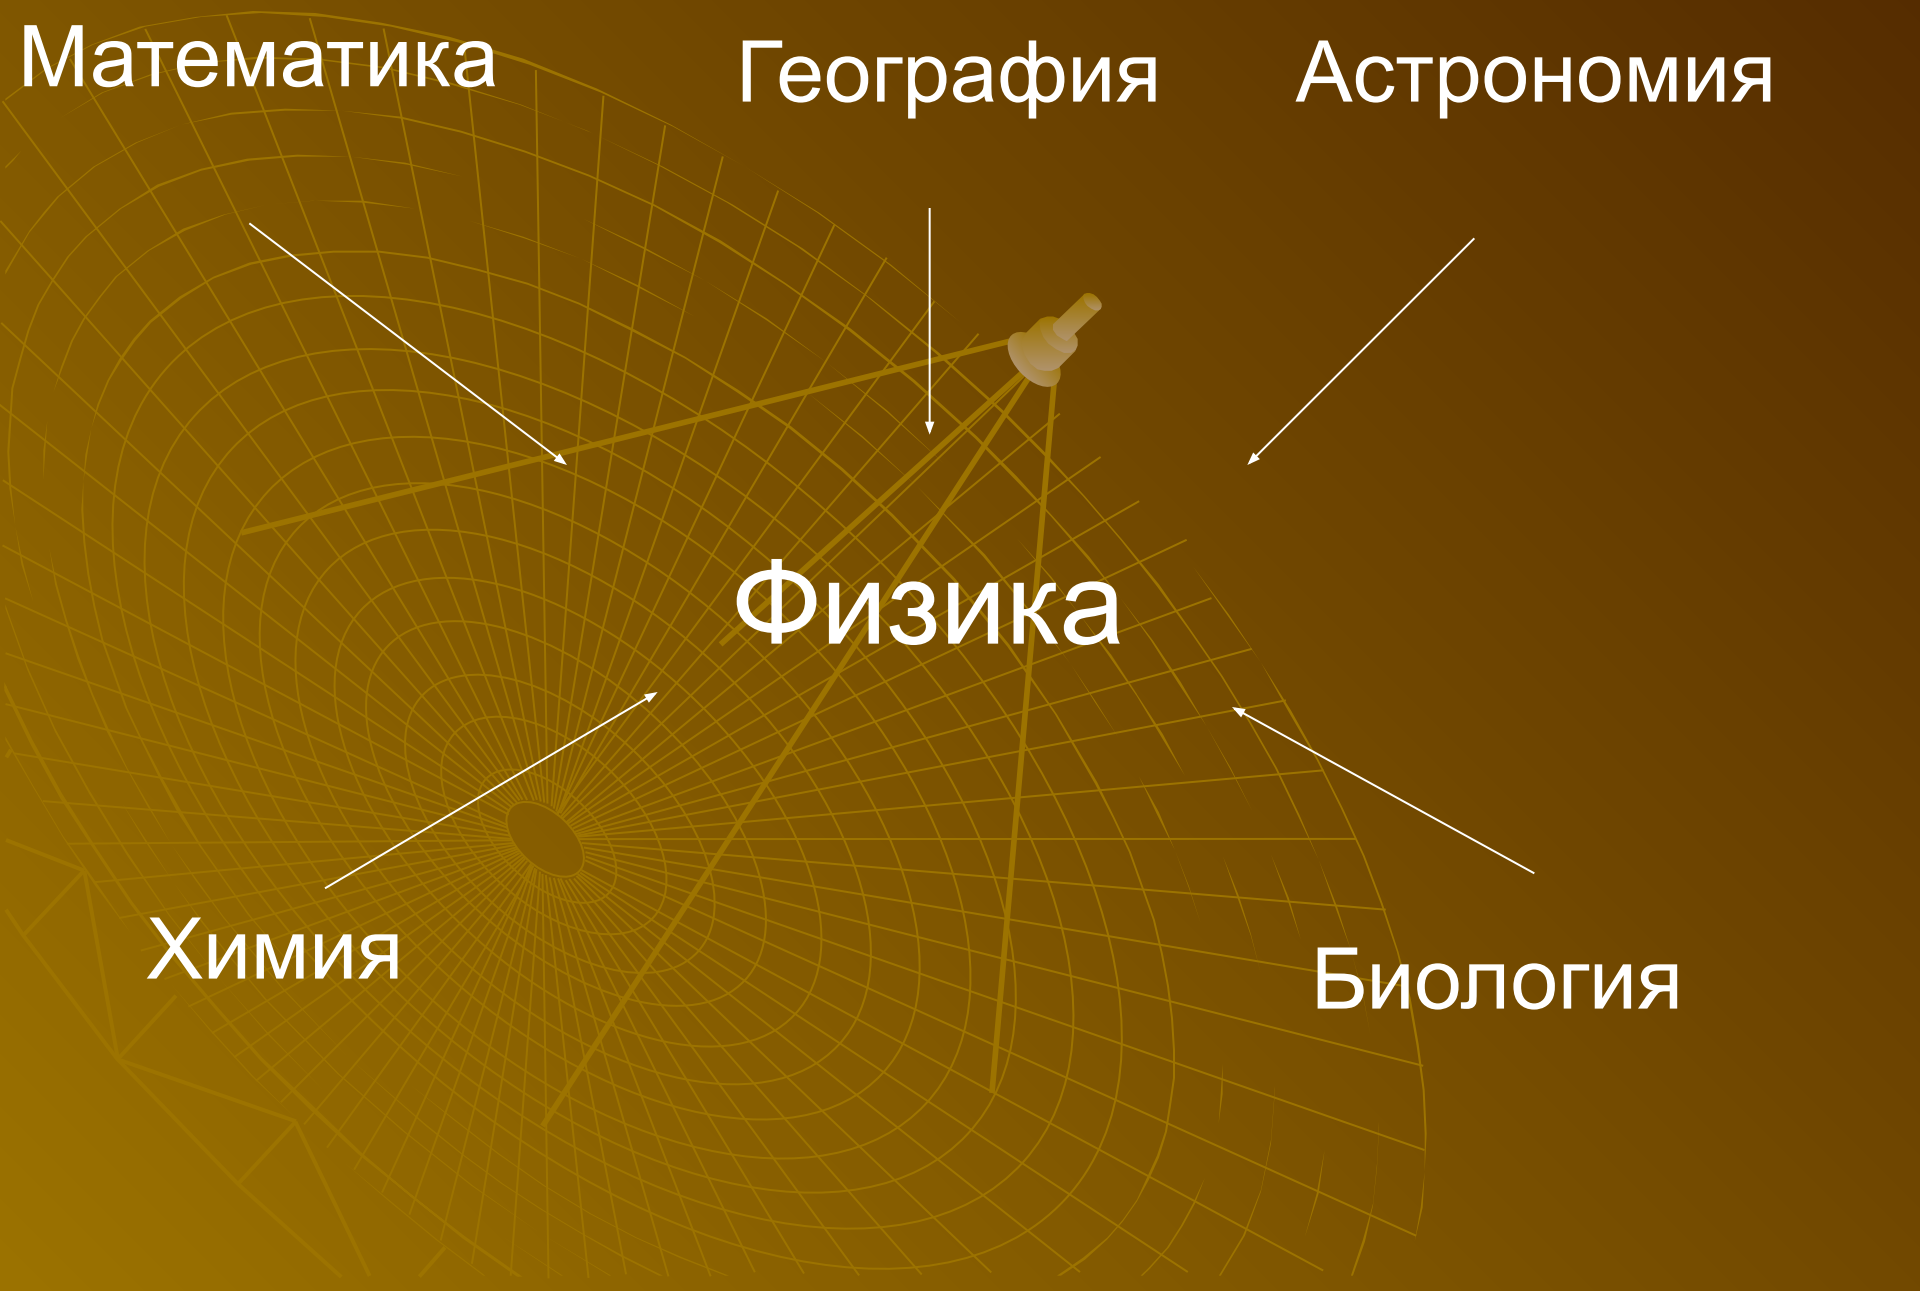 Математика
География
Астрономия
Физика
Химия
Биология